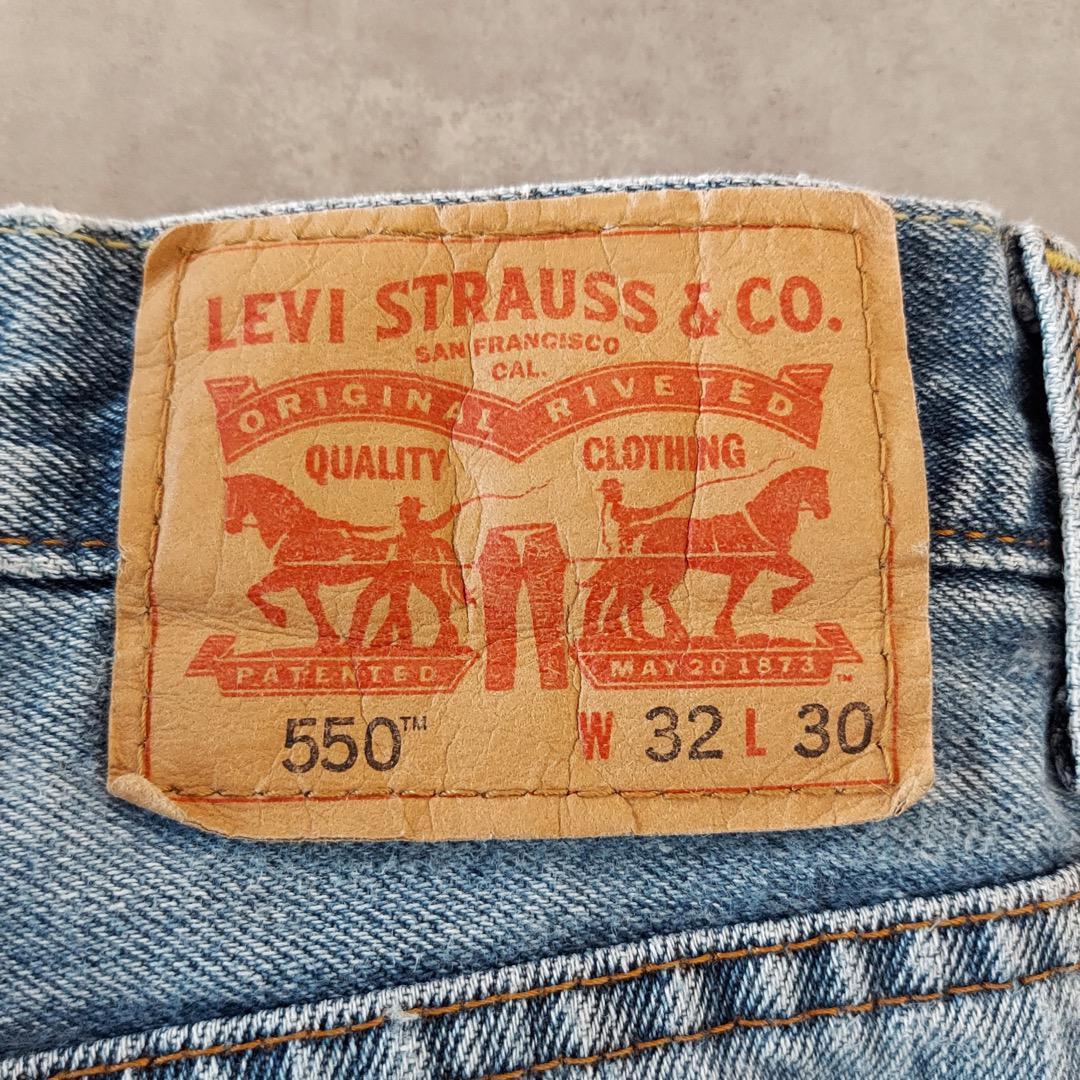 LEVI STRAUSS & CO.
SAN FRANCISCO
CAL.
ORIGINAL RIVETED
QUALITY CLOTHING
PATENTED MAY 20 1873 ™
550™ W 32 L 30